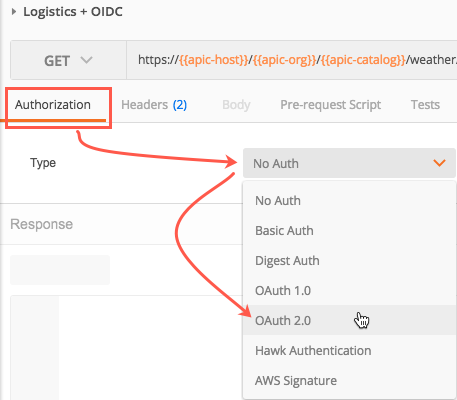 Logistics + OIDC
GET https://{{apic-host}}/{{apic-org}}/{{apic-catalog}}/weather
Authorization Headers (2) Body Pre-request Script Tests
Type No Auth
No Auth
Basic Auth
Digest Auth
Response
OAuth 1.0
OAuth 2.0
Hawk Authentication
AWS Signature